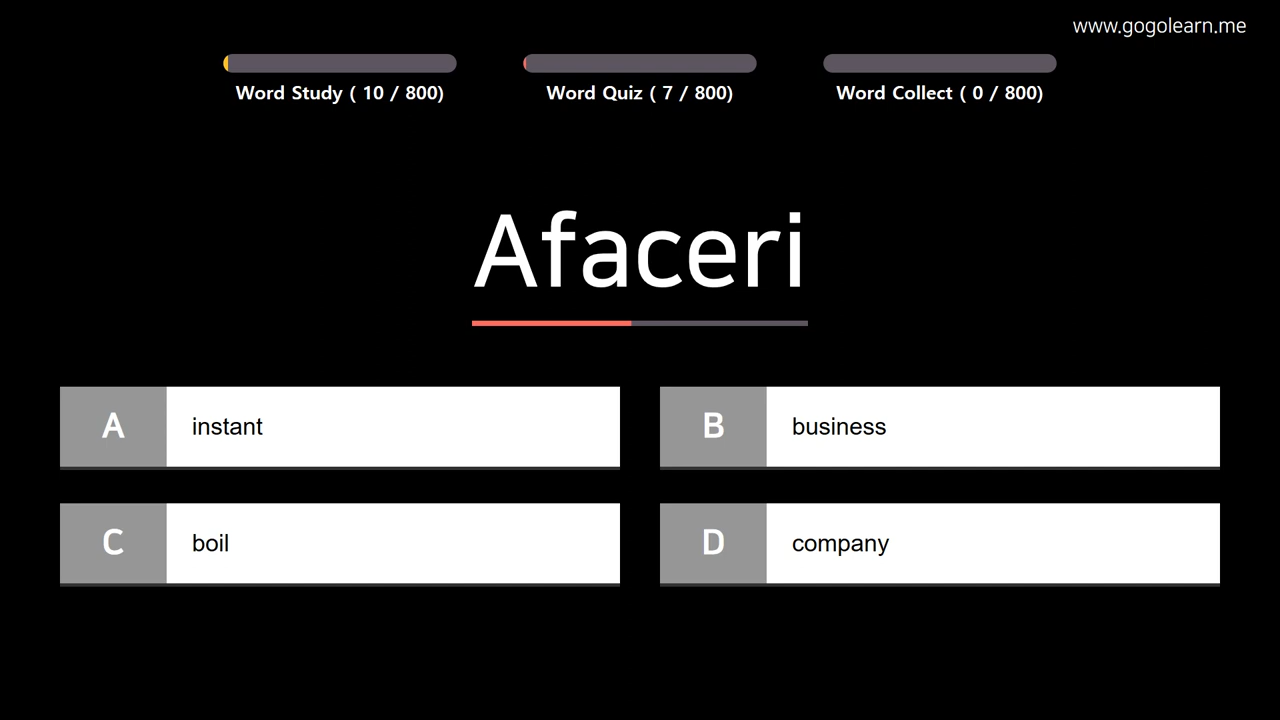 www.gogolearn.me
Word Study ( 10 / 800)
Word Quiz ( 7 / 800)
Word Collect ( 0 / 800)
Afaceri
A instant
B business
C boil
D company